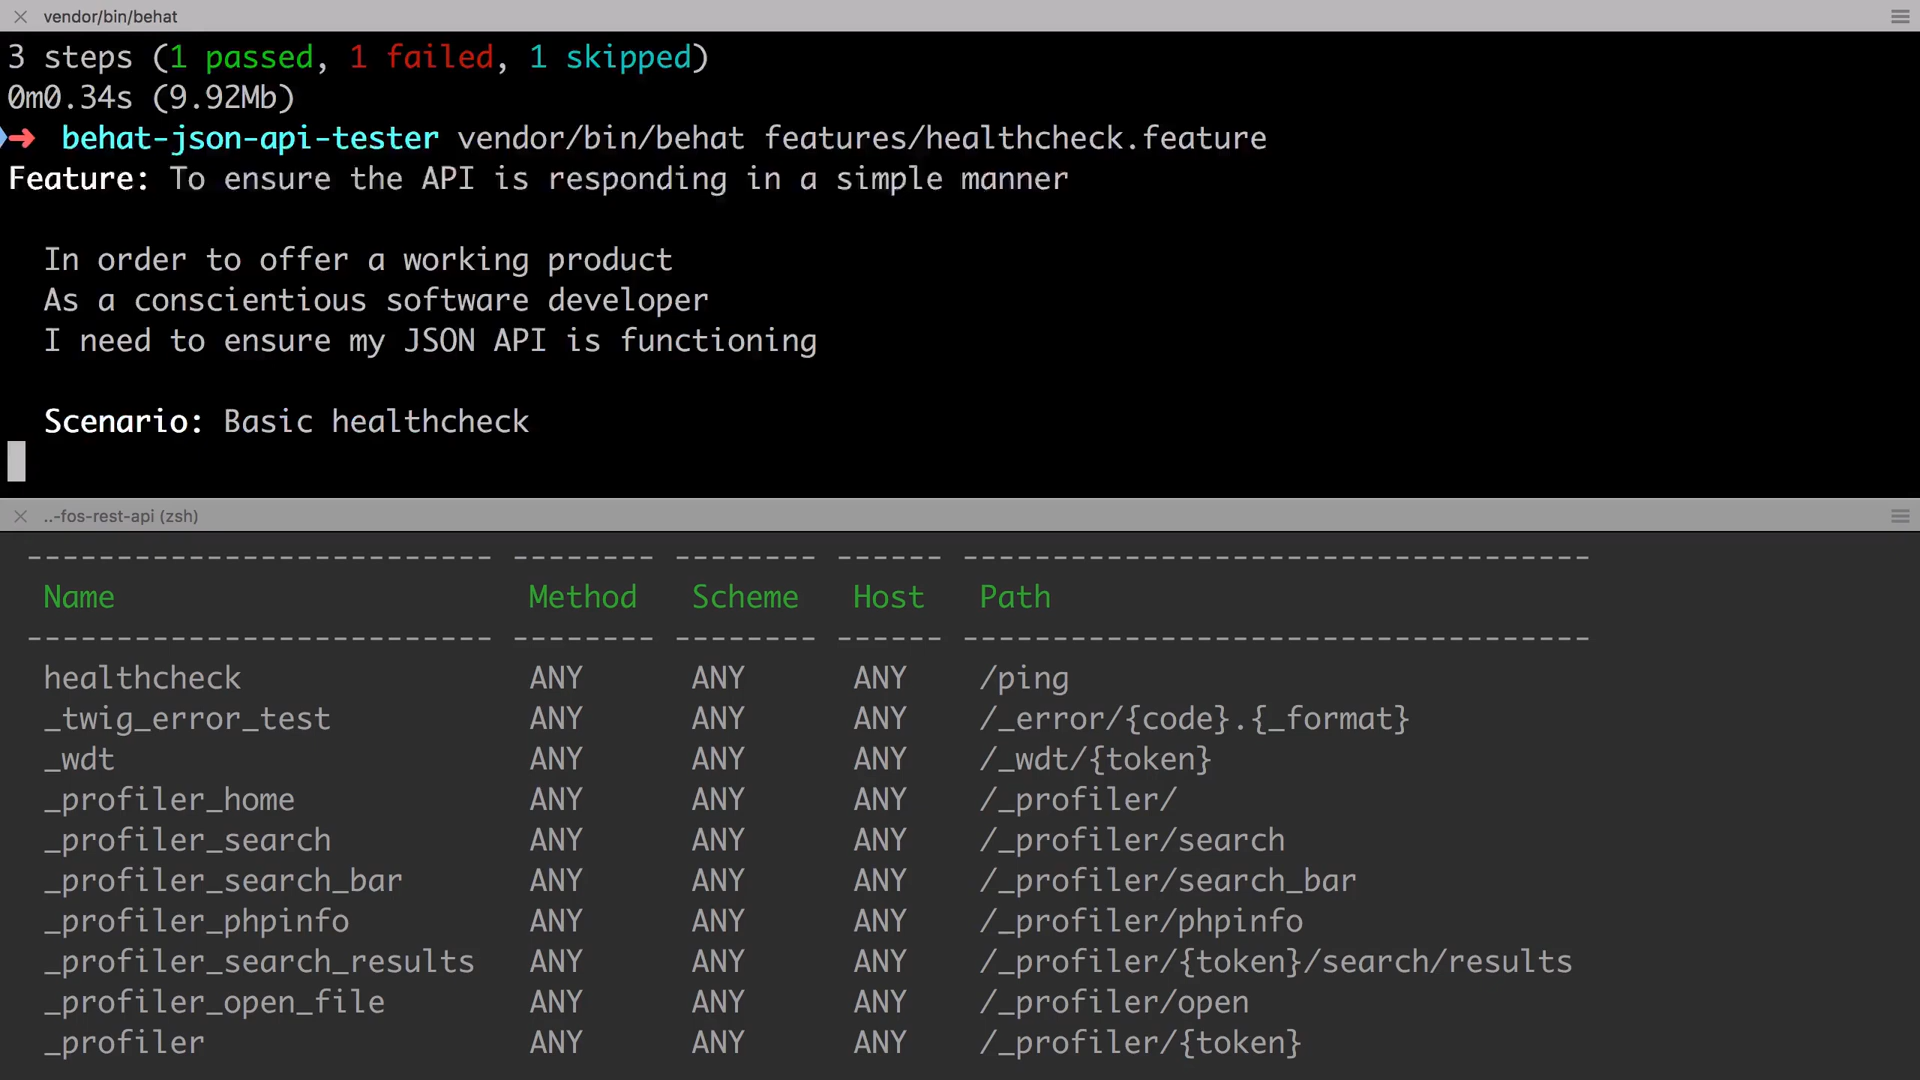 vendor/bin/behat
3 steps (1 passed, 1 failed, 1 skipped)
0m0.34s (9.92Mb)
➜ behat-json-api-tester vendor/bin/behat features/healthcheck.feature
Feature: To ensure the API is responding in a simple manner
In order to offer a working product
As a conscientious software developer
I need to ensure my JSON API is functioning
Scenario: Basic healthcheck
..-fos-rest-api (zsh)
-------------------------- -------- -------- ------ -----------------------------------
Name Method Scheme Host Path
-------------------------- -------- -------- ------ -----------------------------------
healthcheck ANY ANY ANY /ping
_twig_error_test ANY ANY ANY /_error/{code}.{_format}
_wdt ANY ANY ANY /_wdt/{token}
_profiler_home ANY ANY ANY /_profiler/
_profiler_search ANY ANY ANY /_profiler/search
_profiler_search_bar ANY ANY ANY /_profiler/search_bar
_profiler_phpinfo ANY ANY ANY /_profiler/phpinfo
_profiler_search_results ANY ANY ANY /_profiler/{token}/search/results
_profiler_open_file ANY ANY ANY /_profiler/open
_profiler ANY ANY ANY /_profiler/{token}